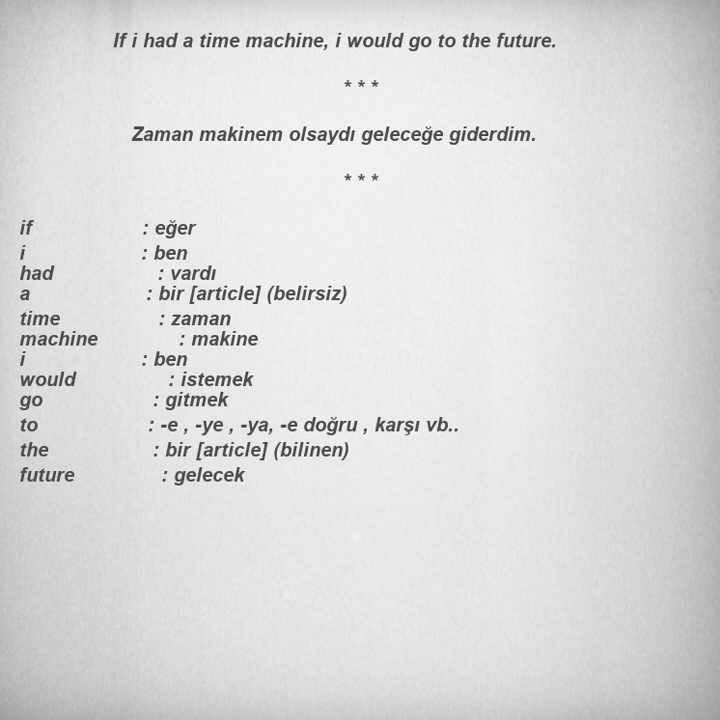 If i had a time machine, i would go to the future.
* * *
Zaman makinem olsaydı geleceğe giderdim.
* * *
if : eğer
i : ben
had : vardı
a : bir [article] (belirsiz)
time : zaman
machine : makine
i : ben
would : istemek
go : gitmek
to : -e , -ye , -ya, -e doğru , karşı vb..
the : bir [article] (bilinen)
future : gelecek